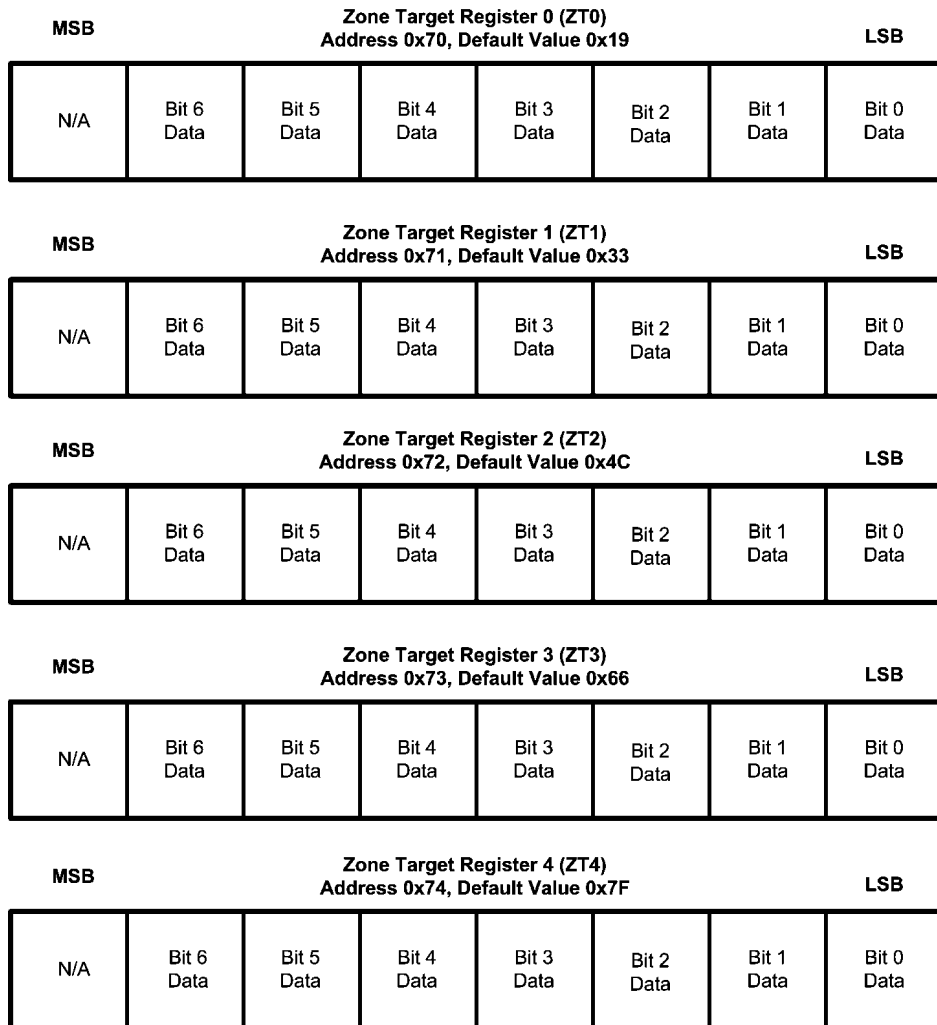 Zone Target Register 0 (ZT0)
MSB
Address 0x70, Default Value 0x19
LSB
N/A
Bit 6
Data
Bit 5
Data
Bit 4
Data
Bit 3
Data
Bit 2
Data
Bit 1
Data
Bit 0
Data
Zone Target Register 1 (ZT1)
MSB
Address 0x71, Default Value 0x33
LSB
N/A
Bit 6
Data
Bit 5
Data
Bit 4
Data
Bit 3
Data
Bit 2
Data
Bit 1
Data
Bit 0
Data
Zone Target Register 2 (ZT2)
MSB
Address 0x72, Default Value 0x4C
LSB
N/A
Bit 6
Data
Bit 5
Data
Bit 4
Data
Bit 3
Data
Bit 2
Data
Bit 1
Data
Bit 0
Data
Zone Target Register 3 (ZT3)
MSB
Address 0x73, Default Value 0x66
LSB
N/A
Bit 6
Data
Bit 5
Data
Bit 4
Data
Bit 3
Data
Bit 2
Data
Bit 1
Data
Bit 0
Data
Zone Target Register 4 (ZT4)
MSB
Address 0x74, Default Value 0x7F
LSB
N/A
Bit 6
Data
Bit 5
Data
Bit 4
Data
Bit 3
Data
Bit 2
Data
Bit 1
Data
Bit 0
Data